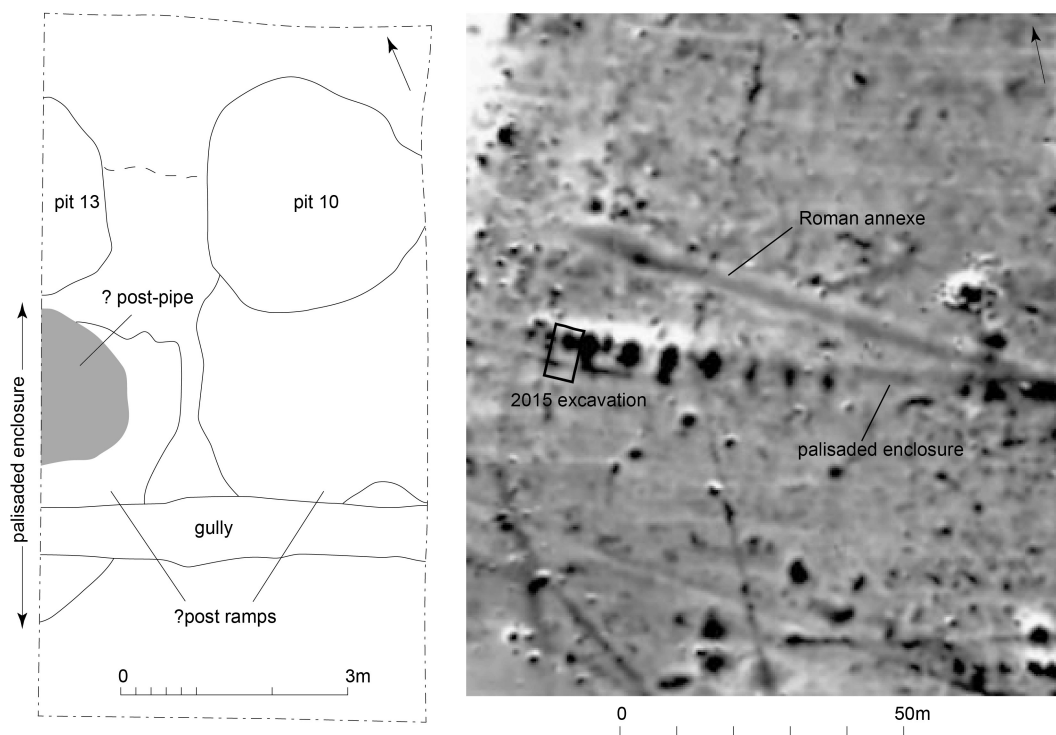 pit 13
pit 10
? post-pipe
palisaded enclosure
gully
?post ramps
0 3m
Roman annexe
2015 excavation
palisaded enclosure
0 50m